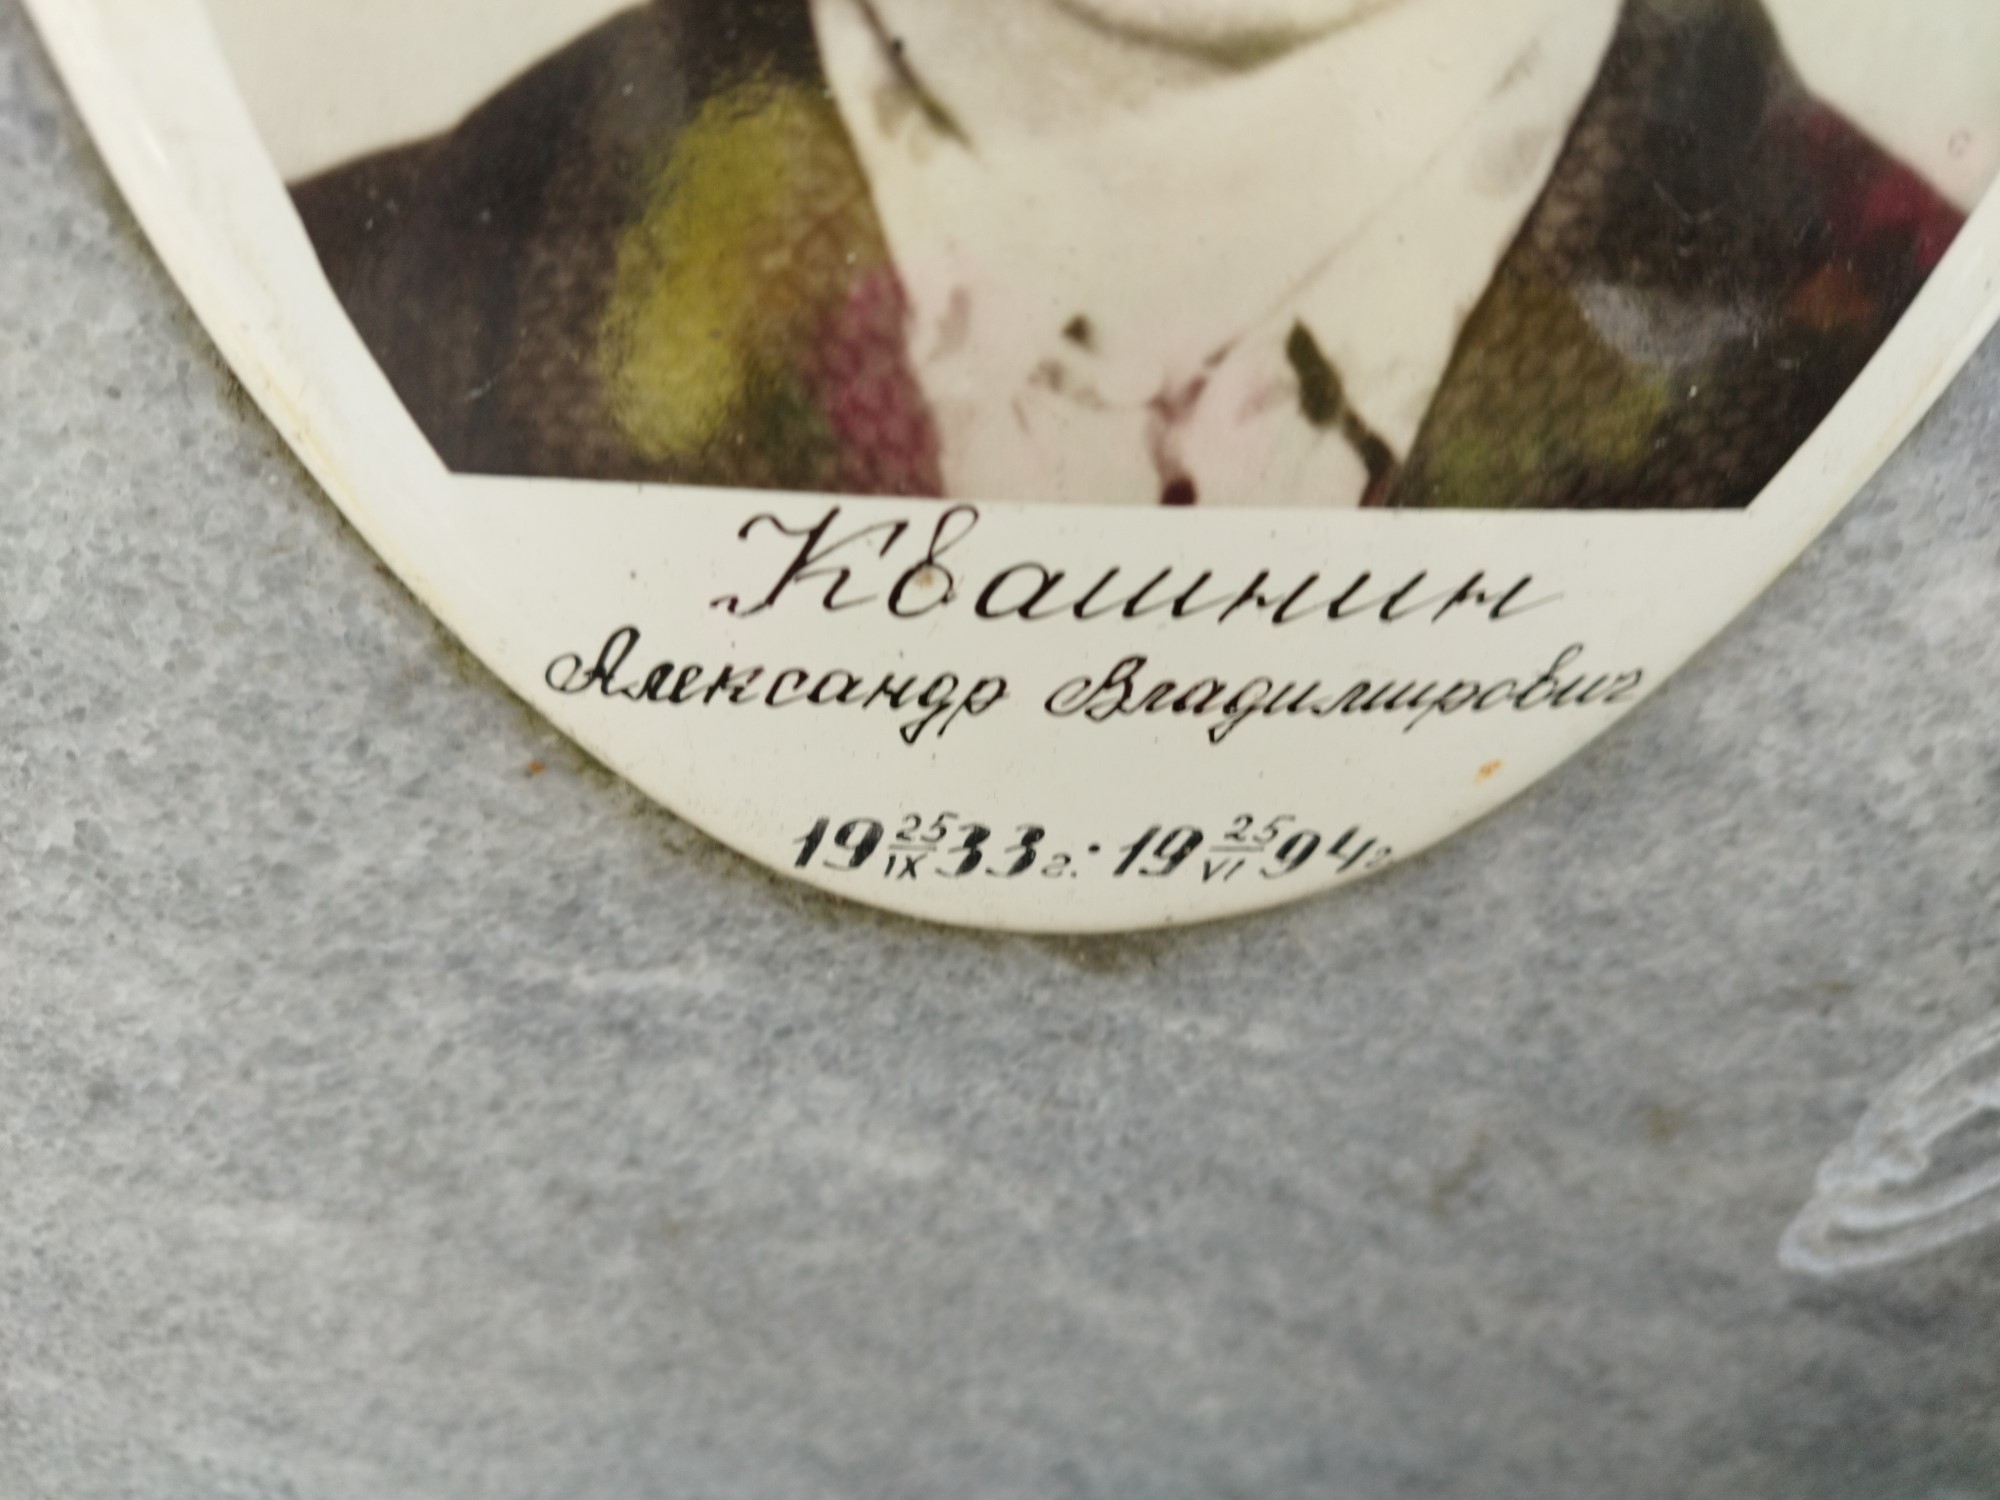 Квашнин
Александр Владимирович
19 25/IX 33г. · 19 25/VI 94г